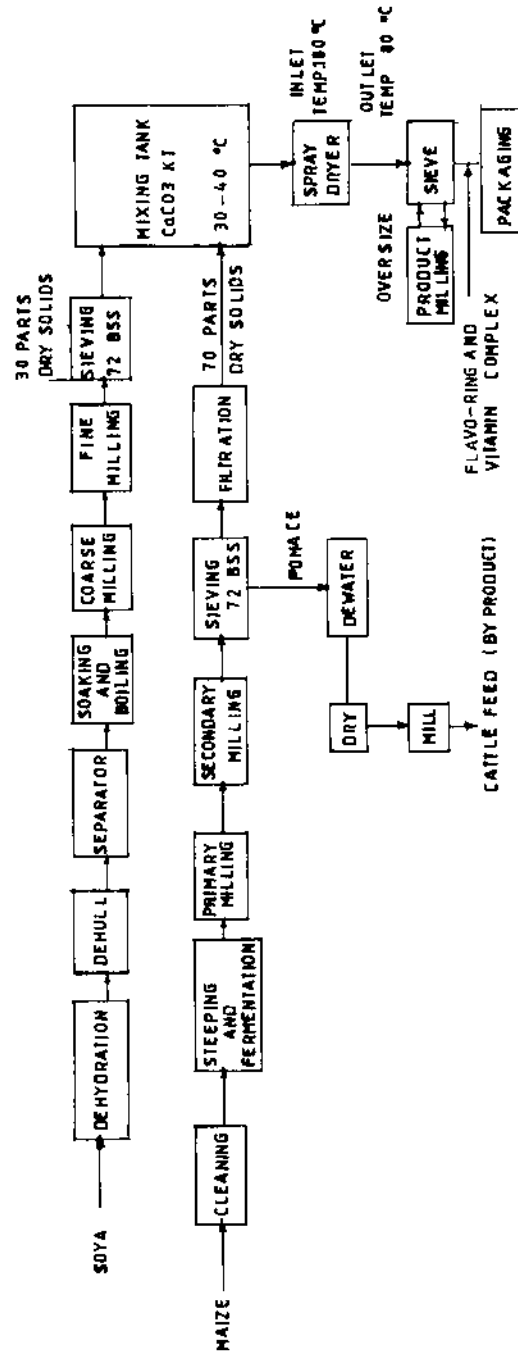 SOYA
DEHYDRATION
DEHULL
SEPARATOR
SOAKING
AND
BOILING
COARSE
MILLING
FINE
MILLING
30 PARTS
DRY SOLIDS
SIEVING
72 BSS
MIXING TANK
CaCO3 KI
30-40 °C
MAIZE
CLEANING
STEEPING
AND
FERMENTATION
PRIMARY
MILLING
SECONDARY
MILLING
SIEVING
72 BSS
FILTRATION
70 PARTS
DRY SOLIDS
POMACE
DEWATER
DRY
MILL
CATTLE FEED (BY PRODUCT)
SPRAY
DRYER
INLET
TEMP.180°C
OUTLET
TEMP 80 °C
SIEVE
OVERSIZE
PRODUCT
MILLING
FLAVO-RING AND
VITAMIN COMPLEX
PACKAGING